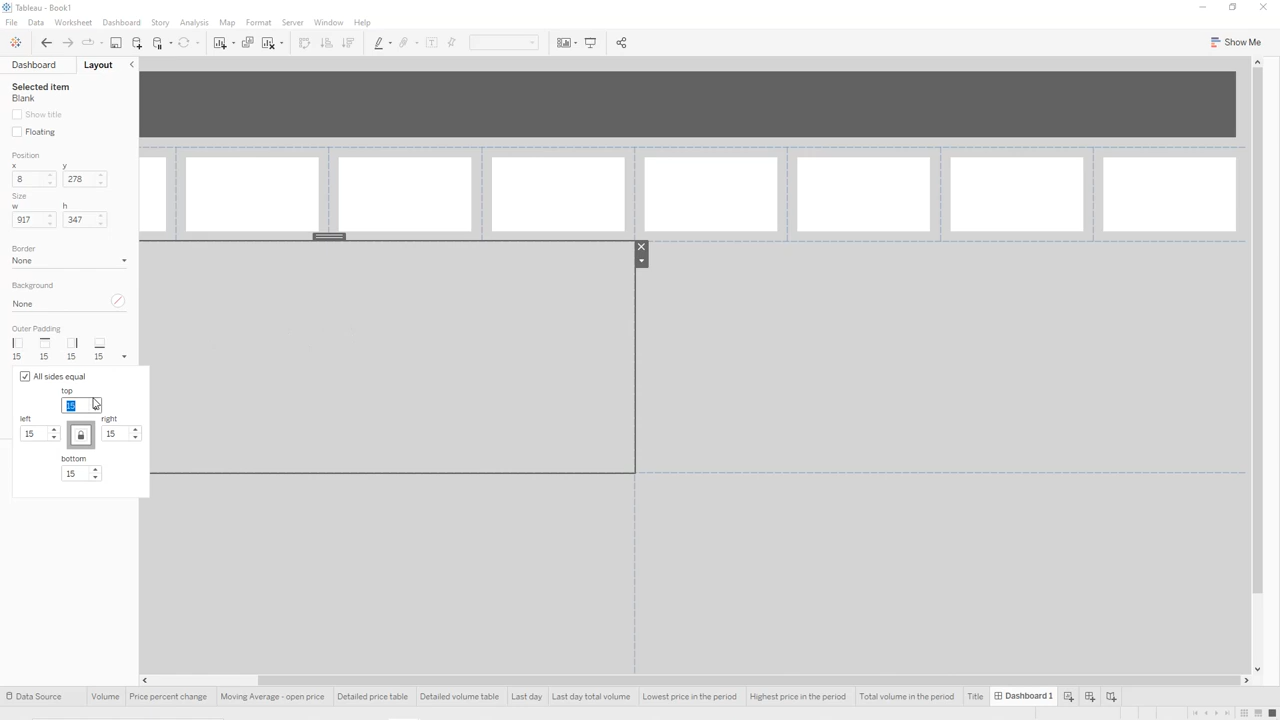 Tableau - Book1
File Data Worksheet Dashboard Story Analysis Map Format Server Window Help
Show Me
Dashboard Layout
Selected item
Blank
Show title
Floating
Position
x y
8 278
Size
w h
917 347
Border
None
Background
None
Outer Padding
15 15 15 15
All sides equal
top
15
left right
15 15
bottom
15
Data Source Volume Price percent change Moving Average - open price Detailed price table Detailed volume table Last day Last day total volume Lowest price in the period Highest price in the period Total volume in the period Title Dashboard 1